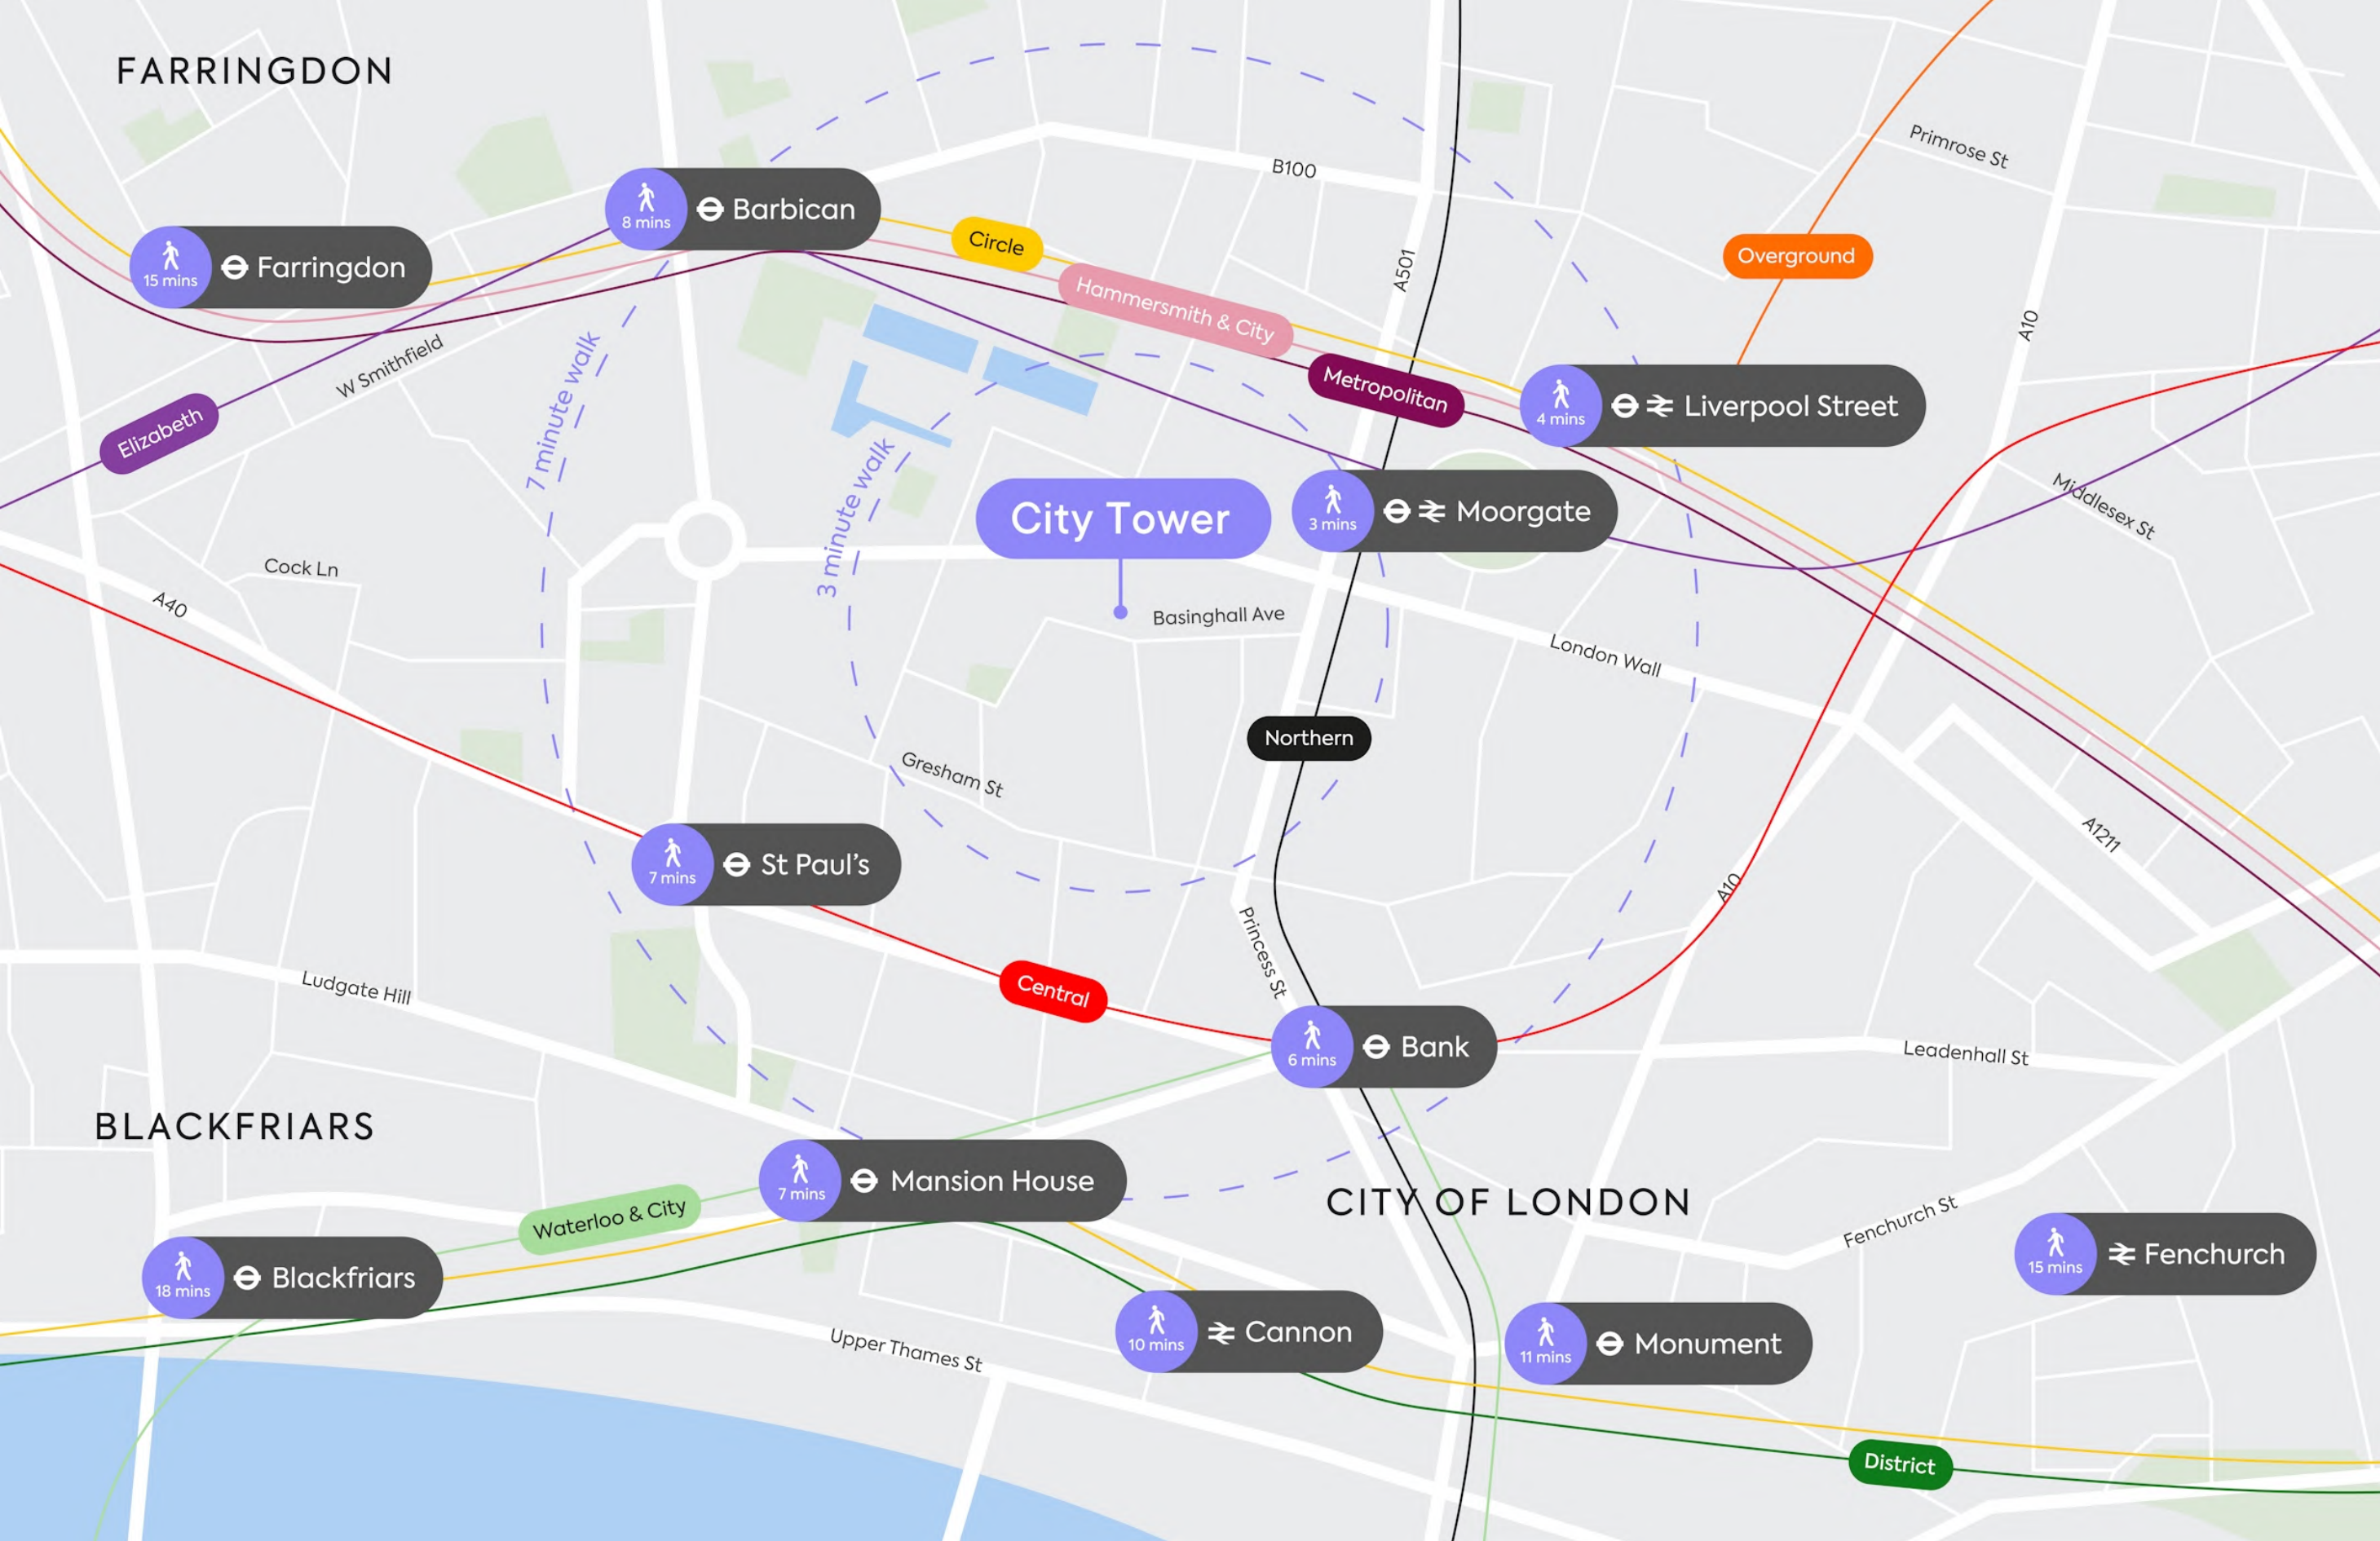 FARRINGDON
B100
Primrose St
8 mins
Barbican
Circle
Overground
15 mins
Farringdon
A501
Hammersmith & City
A10
W Smithfield
7 minute walk
Metropolitan
4 mins
Liverpool Street
Elizabeth
3 minute walk
City Tower
3 mins
Moorgate
Middlesex St
Cock Ln
A40
Basinghall Ave
London Wall
Northern
Gresham St
A1211
7 mins
St Paul's
A10
Princess St
Ludgate Hill
Central
6 mins
Bank
Leadenhall St
BLACKFRIARS
7 mins
Mansion House
CITY OF LONDON
Waterloo & City
Fenchurch St
15 mins
Fenchurch
18 mins
Blackfriars
10 mins
Cannon
11 mins
Monument
Upper Thames St
District